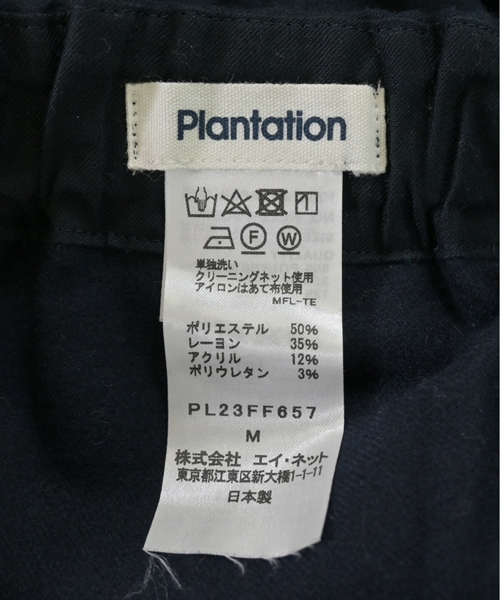 Plantation
F W
単独洗い
クリーニングネット使用
アイロンはあて布使用
MFL-TE
ポリエステル 50%
レーヨン 35%
アクリル 12%
ポリウレタン 3%
PL23FF657
M
株式会社 エイ・ネット
東京都江東区新大橋1-1-11
日本製